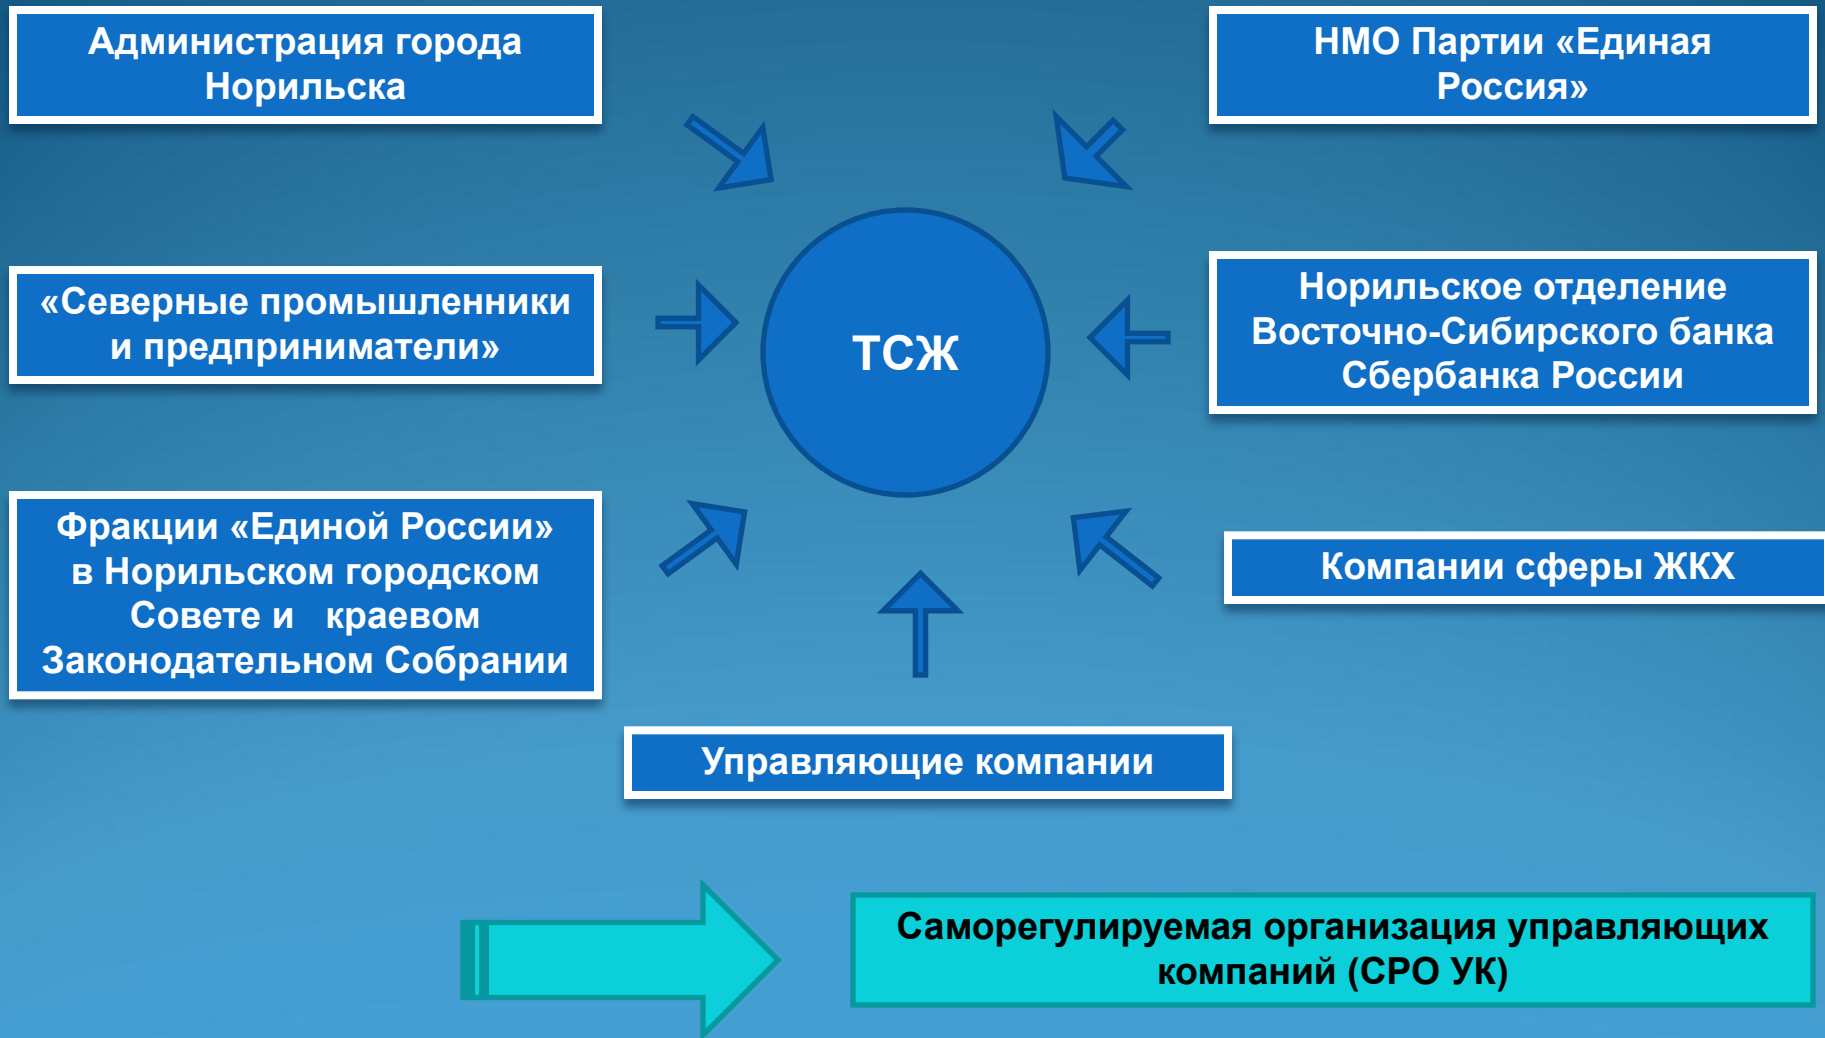 Администрация города
Норильска
НМО Партии «Единая
Россия»
«Северные промышленники
и предприниматели»
ТСЖ
Норильское отделение
Восточно-Сибирского банка
Сбербанка России
Фракции «Единой России»
в Норильском городском
Совете и краевом
Законодательном Собрании
Компании сферы ЖКХ
Управляющие компании
Саморегулируемая организация управляющих
компаний (СРО УК)